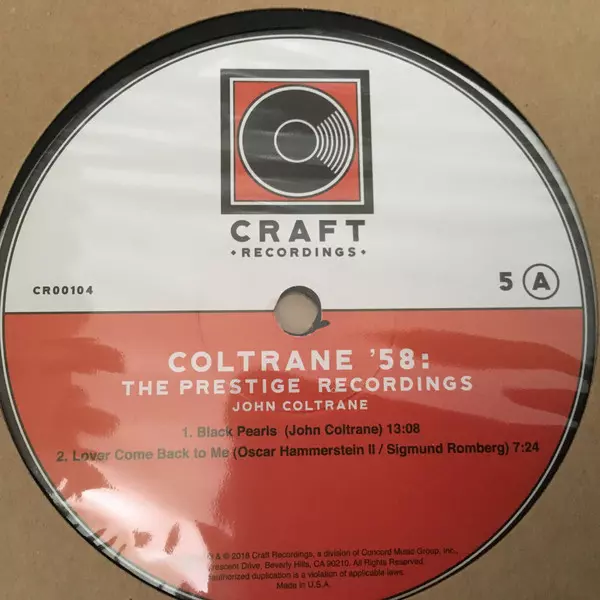 CRAFT
• RECORDINGS •
CR00104
5 A
COLTRANE '58:
THE PRESTIGE RECORDINGS
JOHN COLTRANE
1. Black Pearls (John Coltrane) 13:08
2. Lover Come Back to Me (Oscar Hammerstein II / Sigmund Romberg) 7:24
& © 2018 Craft Recordings, a division of Concord Music Group, Inc.,
Crescent Drive, Beverly Hills, CA 90210. All Rights Reserved.
unauthorized duplication is a violation of applicable laws.
Made in U.S.A.